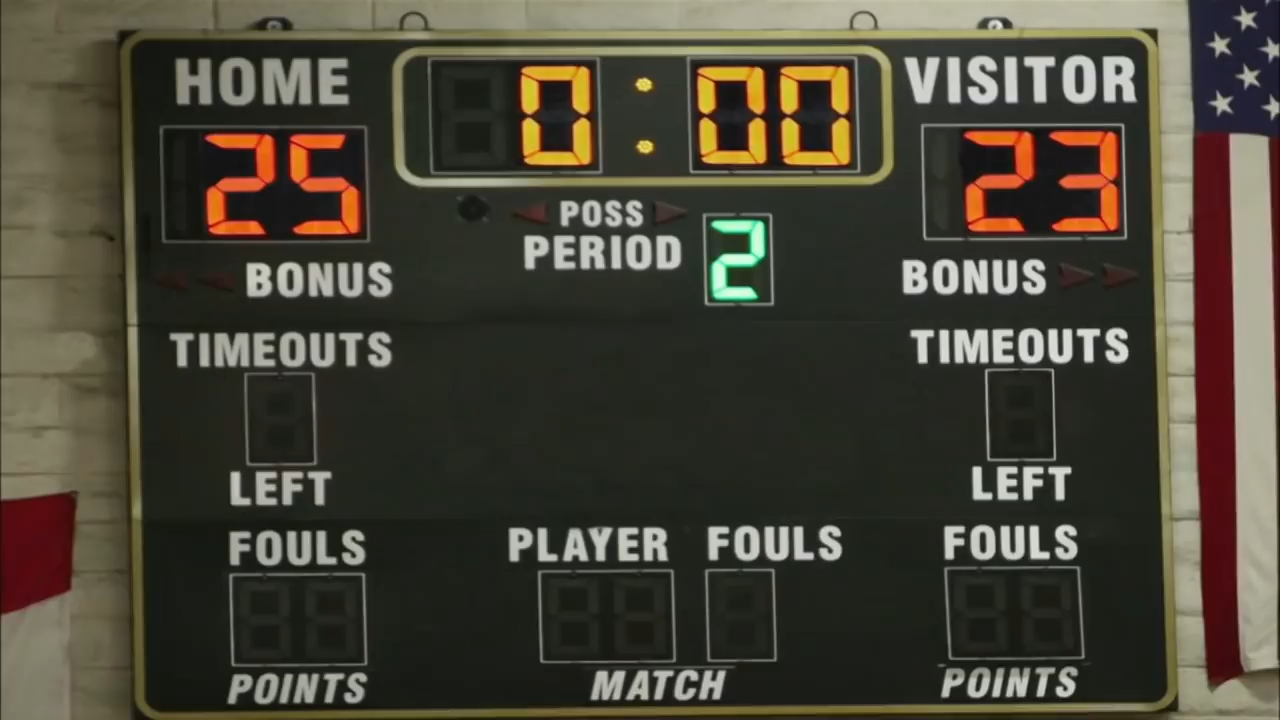 HOME 0:00 VISITOR
25 23
POSS
PERIOD 2
BONUS BONUS
TIMEOUTS TIMEOUTS
LEFT LEFT
FOULS PLAYER FOULS FOULS
POINTS MATCH POINTS